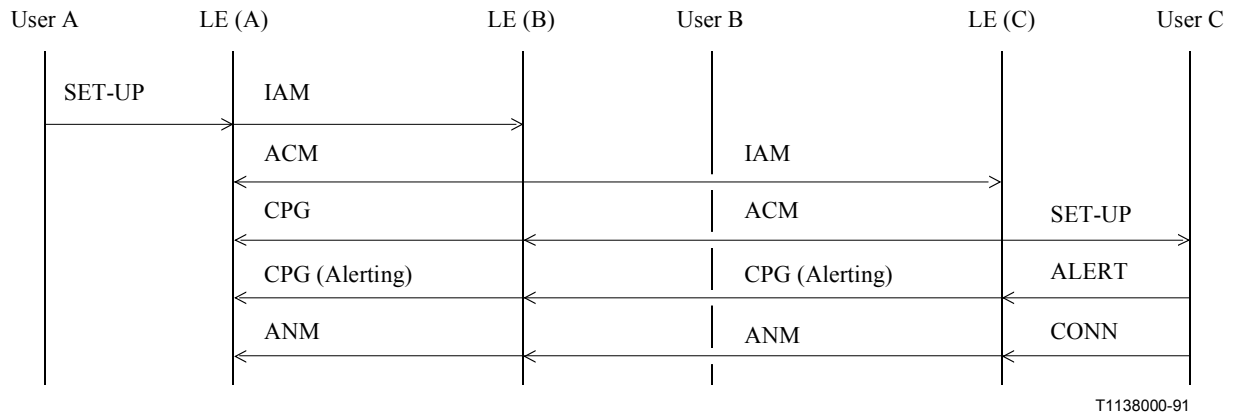 User A LE (A) LE (B) User B LE (C) User C
SET-UP IAM
ACM IAM
CPG ACM SET-UP
CPG (Alerting) CPG (Alerting) ALERT
ANM ANM CONN
T1138000-91